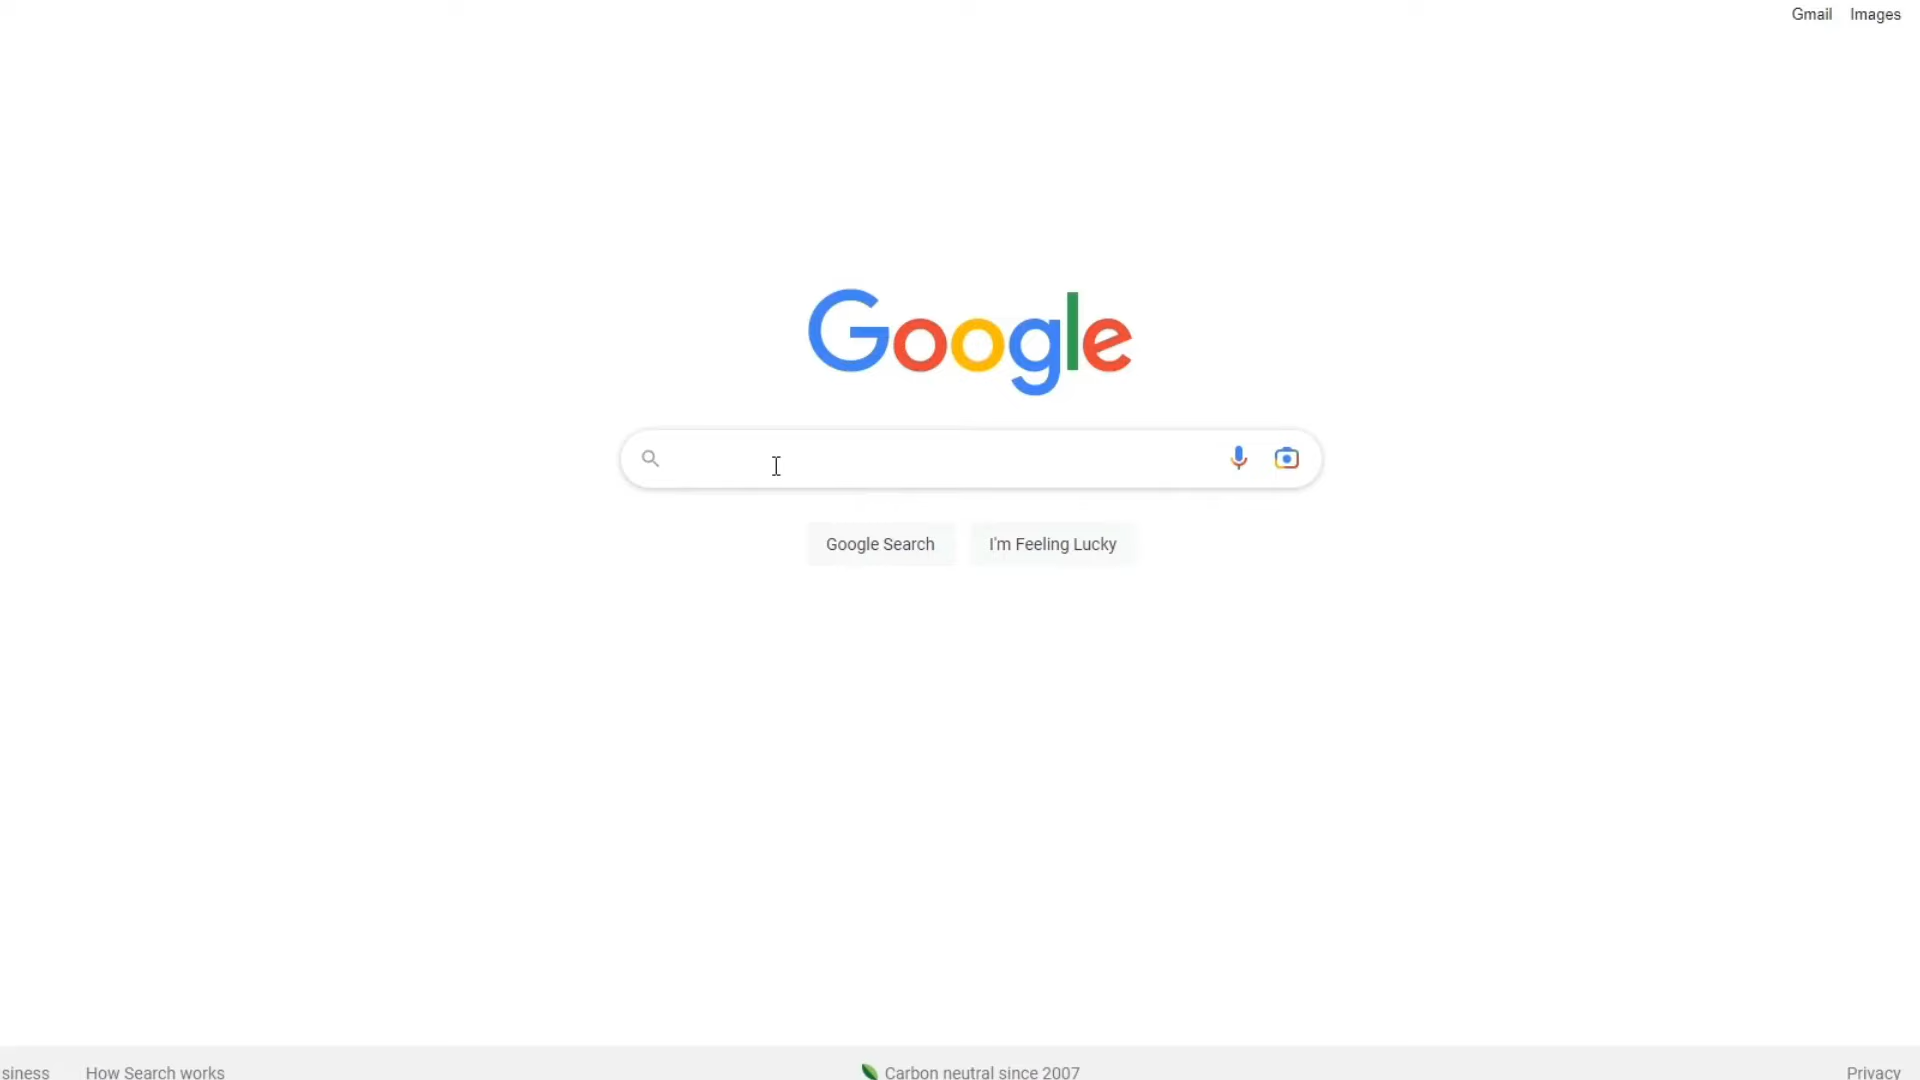 Gmail Images
Google
Google Search I'm Feeling Lucky
siness How Search works Carbon neutral since 2007 Privacy